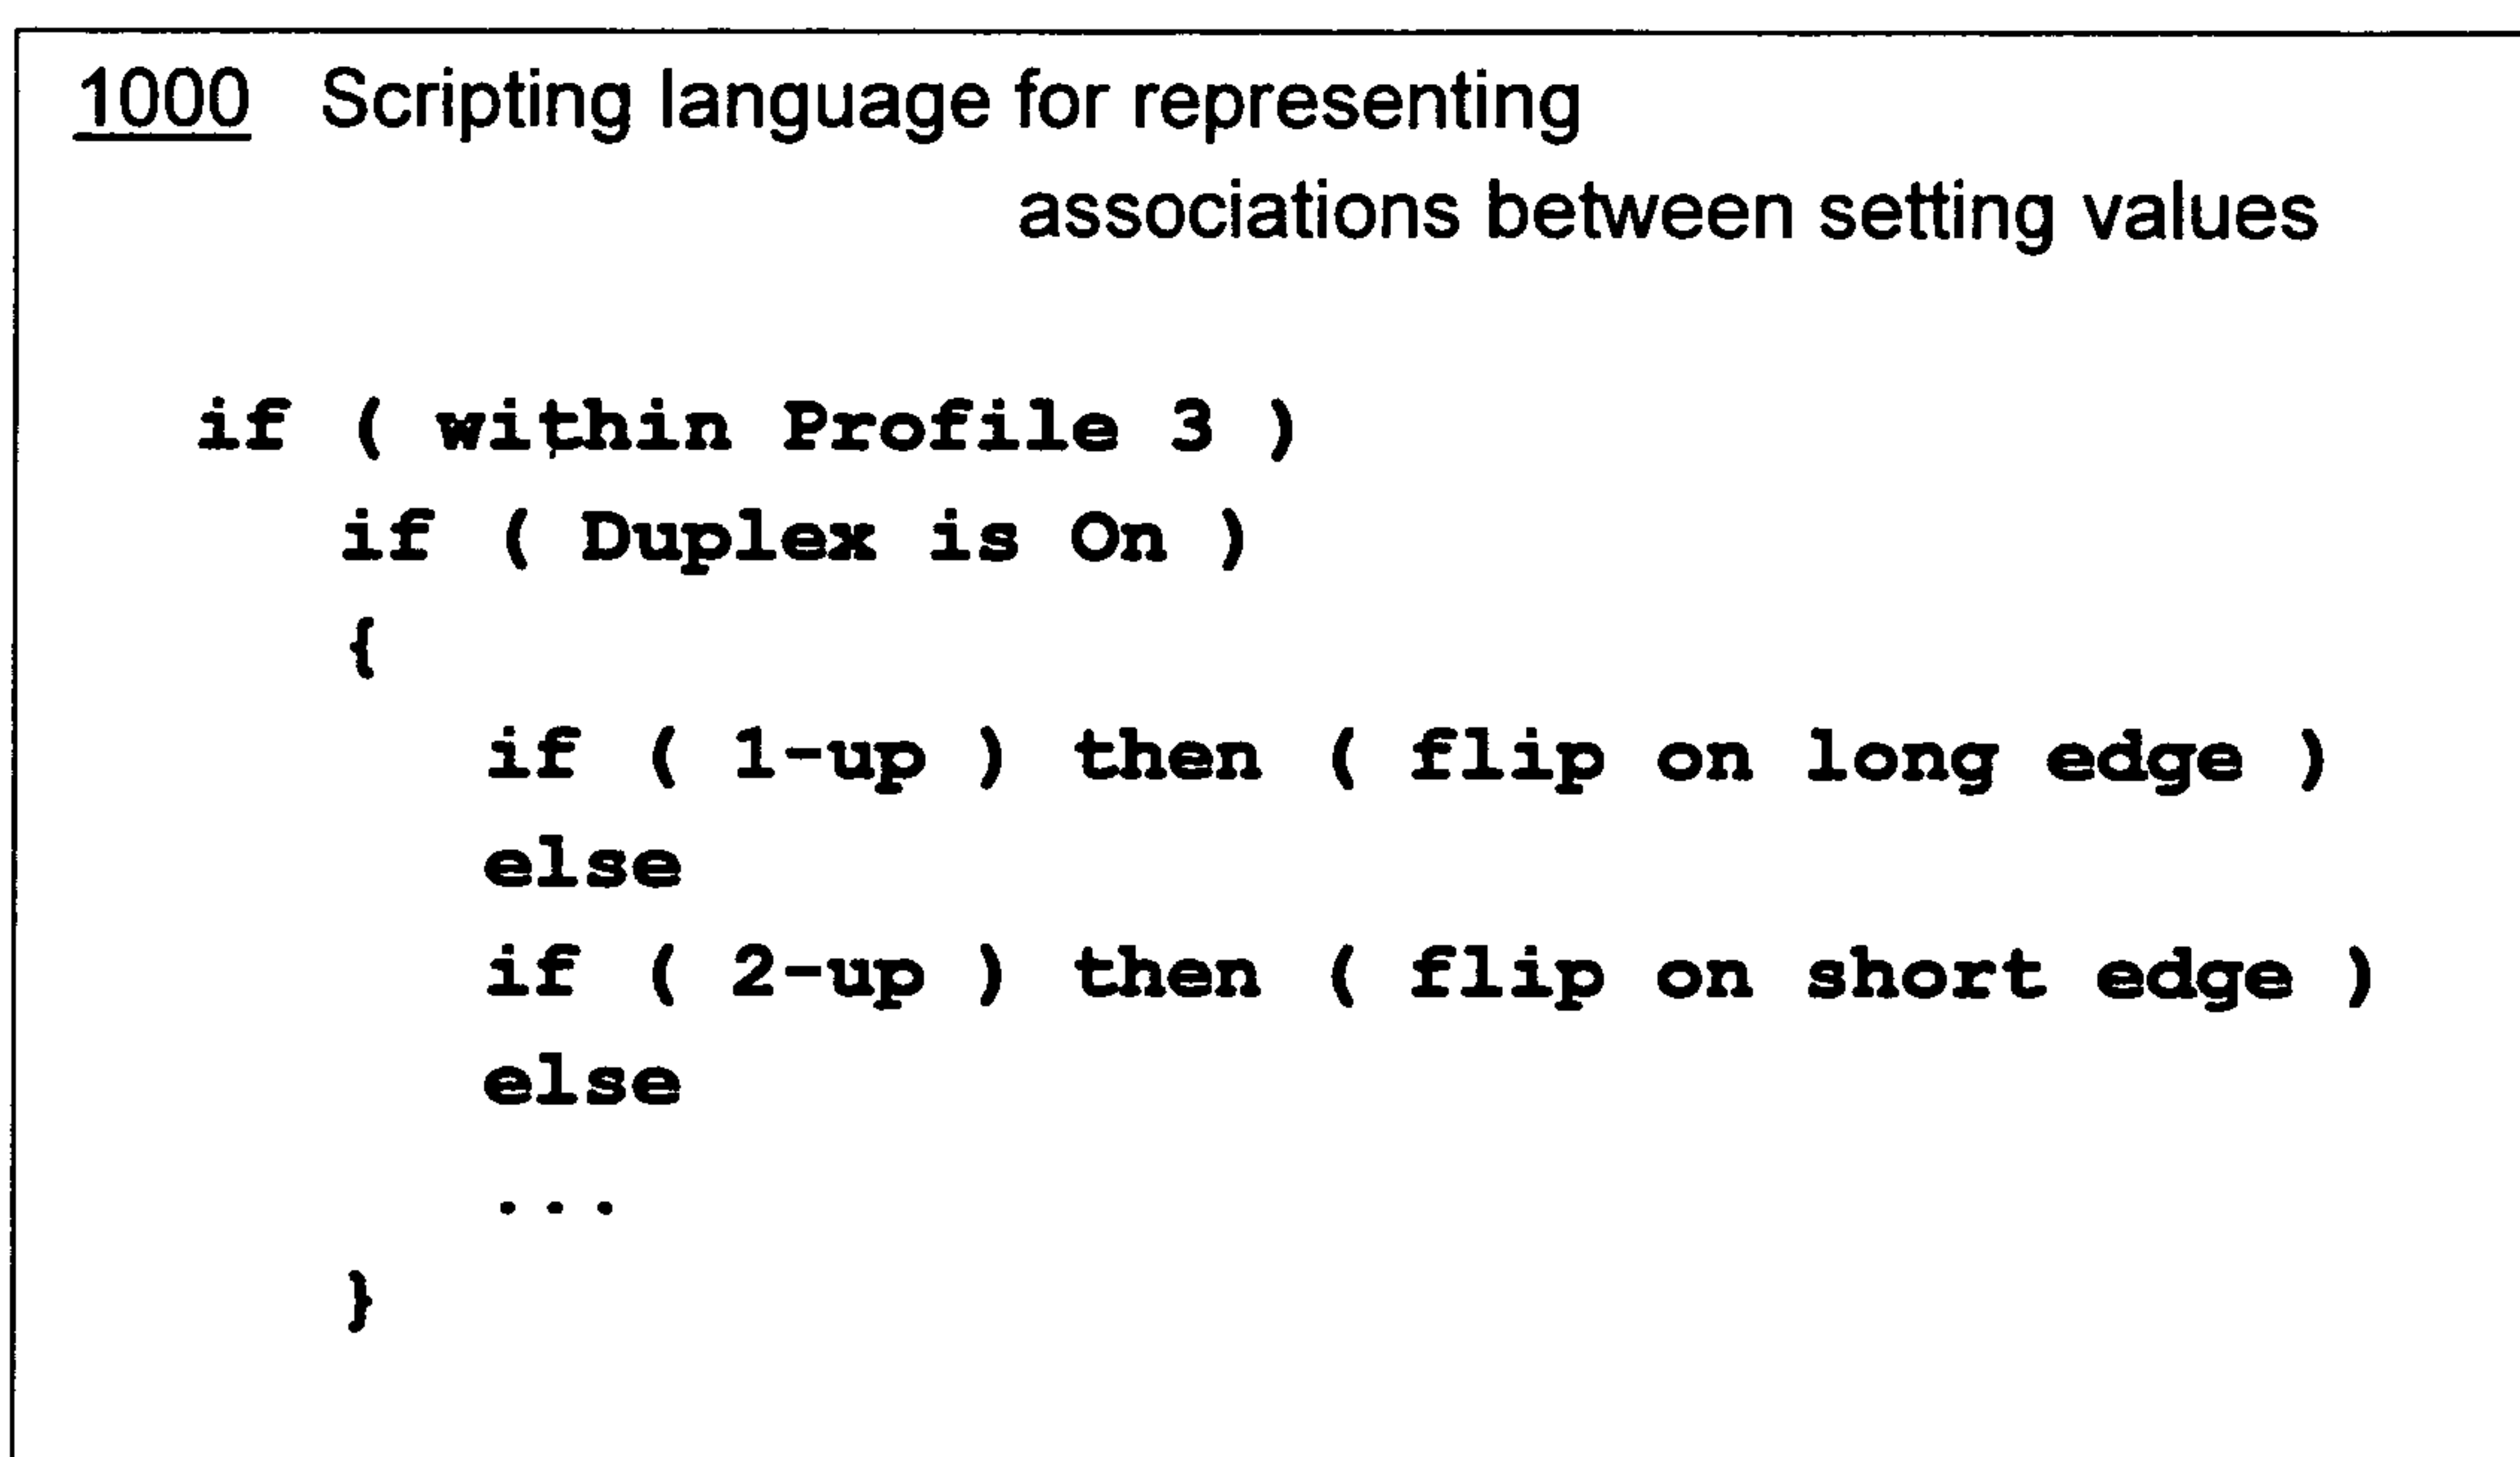 1000 Scripting language for representing
associations between setting values
if ( within Profile 3 )
if ( Duplex is On )
{
if ( 1-up ) then ( flip on long edge )
else
if ( 2-up ) then ( flip on short edge )
else
...
}